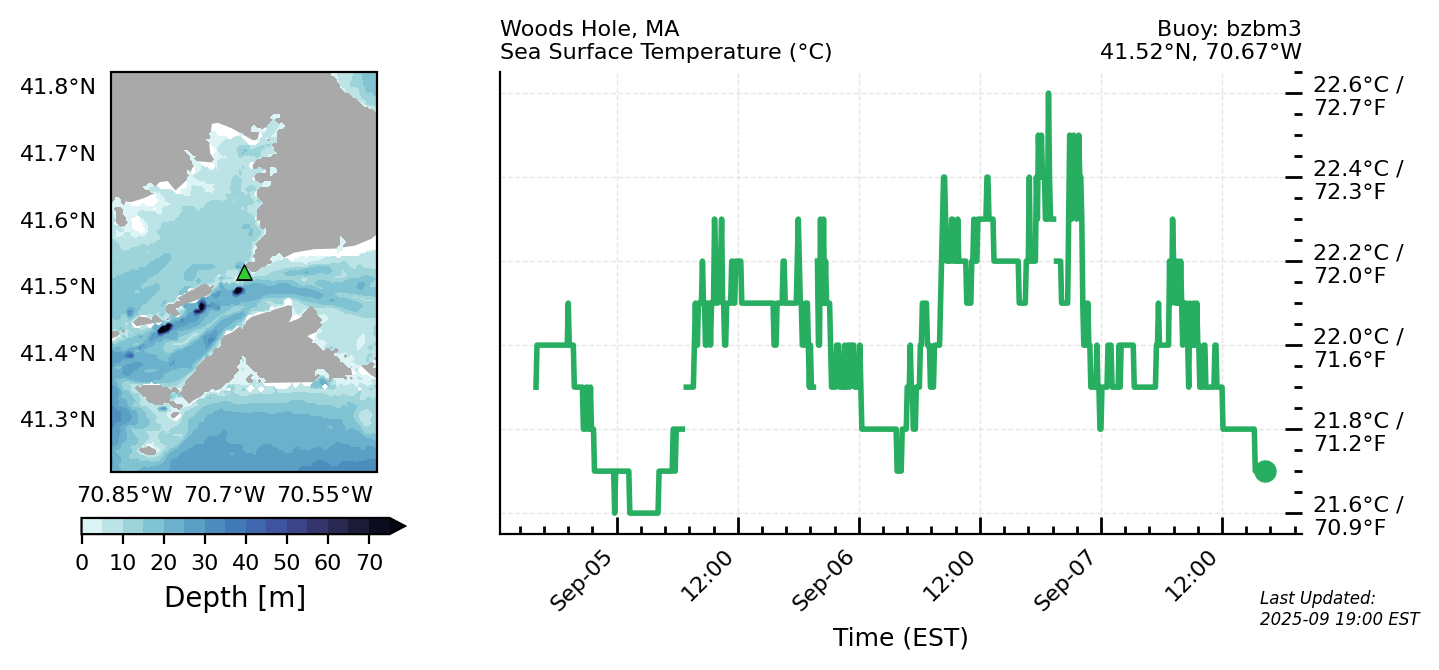 Woods Hole, MA
Sea Surface Temperature (°C)
Buoy: bzbm3
41.52°N, 70.67°W
41.8°N
41.7°N
41.6°N
41.5°N
41.4°N
41.3°N
70.85°W 70.7°W 70.55°W
0 10 20 30 40 50 60 70
Depth [m]
22.6°C /
72.7°F
22.4°C /
72.3°F
22.2°C /
72.0°F
22.0°C /
71.6°F
21.8°C /
71.2°F
21.6°C /
70.9°F
Sep-05 12:00 Sep-06 12:00 Sep-07 12:00
Time (EST)
Last Updated:
2025-09 19:00 EST